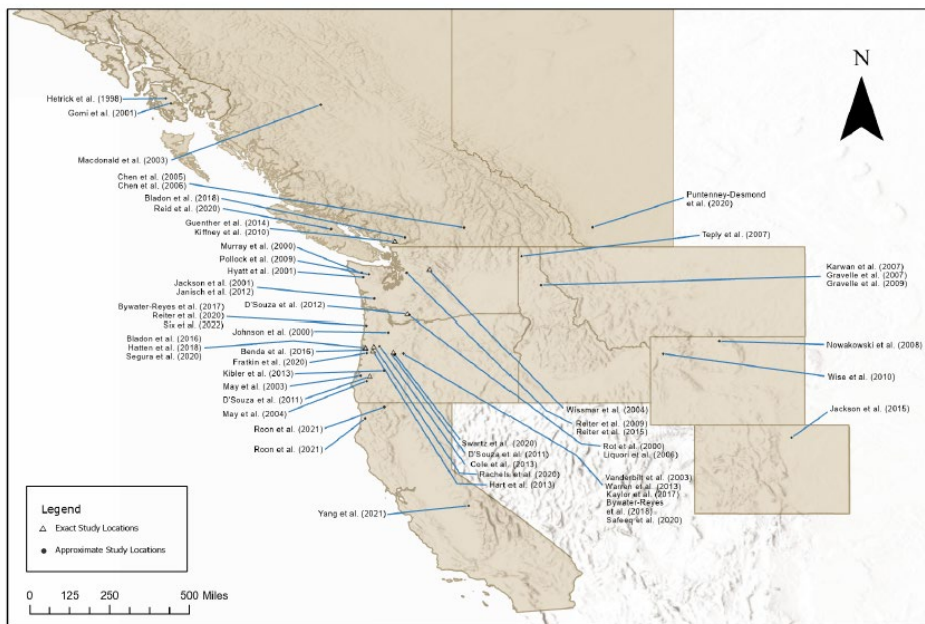 N
Hetrick et al. (1998)
Gomi et al. (2001)
Macdonald et al. (2003)
Chen et al. (2005)
Chen et al. (2006)
Bladon et al. (2018)
Reid et al. (2020)
Guenther et al. (2014)
Kiffney et al. (2010)
Murray et al. (2000)
Pollock et al. (2009)
Hyatt et al. (2001)
Jackson et al. (2001)
Janisch et al. (2012)
Bywater-Reyes et al. (2017)
Reiter et al. (2020)
Six et al. (2022)
D'Souza et al. (2012)
Johnson et al. (2000)
Bladon et al. (2016)
Hatten et al. (2018)
Segura et al. (2020)
Benda et al. (2016)
Fratkin et al. (2020)
Kibler et al. (2013)
May et al. (2003)
D'Souza et al. (2011)
May et al. (2004)
Roon et al. (2021)
Roon et al. (2021)
Yang et al. (2021)
Puntenney-Desmond
et al. (2020)
Teply et al. (2007)
Karwan et al. (2007)
Gravelle et al. (2007)
Gravelle et al. (2009)
Nowakowski et al. (2008)
Wise et al. (2010)
Jackson et al. (2015)
Wissmar et al. (2004)
Reiter et al. (2009)
Reiter et al. (2015)
Rot et al. (2000)
Liquori et al. (2006)
Vanderbilt et al. (2003)
Warren et al. (2013)
Kaylor et al. (2017)
Bywater-Reyes
et al. (2018)
Safeeq et al. (2020)
Swartz et al. (2020)
D'Souza et al. (2011)
Cole et al. (2013)
Rachels et al. (2020)
Hart et al. (2013)
Legend
Exact Study Locations
Approximate Study Locations
0 125 250 500 Miles